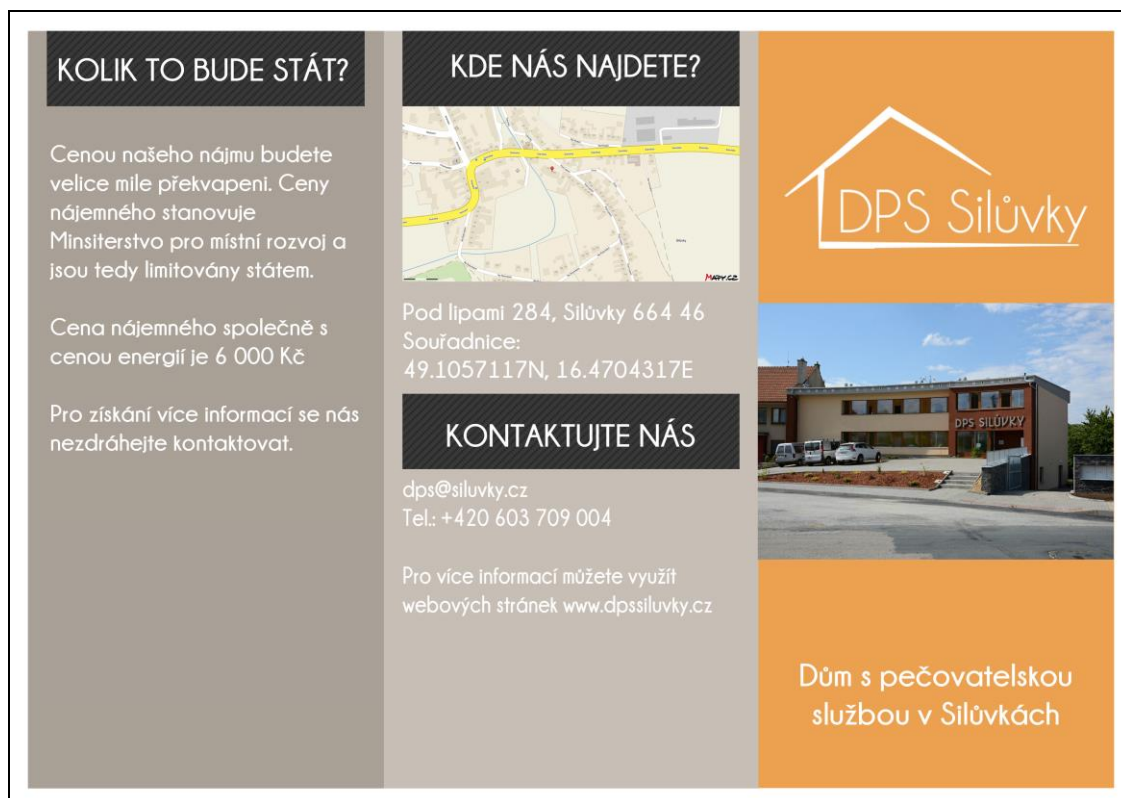 KOLIK TO BUDE STÁT?
Cenou našeho nájmu budete
velice mile překvapeni. Ceny
nájemného stanovuje
Minsiterstvo pro místní rozvoj a
jsou tedy limitovány státem.
Cena nájemného společně s
cenou energií je 6 000 Kč
Pro získání více informací se nás
nezdráhejte kontaktovat.
KDE NÁS NAJDETE?
Mapy.cz
Pod lipami 284, Silůvky 664 46
Souřadnice:
49.1057117N, 16.4704317E
KONTAKTUJTE NÁS
dps@siluvky.cz
Tel.: +420 603 709 004
Pro více informací můžete využít
webových stránek www.dpssiluvky.cz
DPS Silůvky
DPS SILŮVKY
Dům s pečovatelskou
službou v Silůvkách